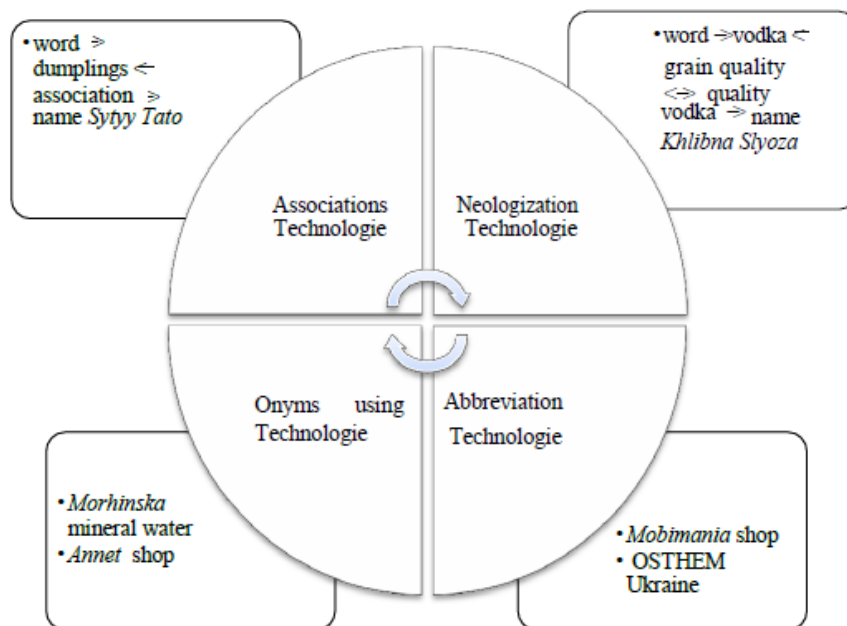 •word ⪢
dumplings ⪡
association ⪢
name Sytyy Tato
•word ->vodka <-
grain quality
<-> quality
vodka -> name
Khlibna Slyoza
Associations
Technologie
Neologization
Technologie
Onyms using
Technologie
Abbreviation
Technologie
•Morhinska
mineral water
•Annet shop
•Mobimania shop
• OSTHEM
Ukraine